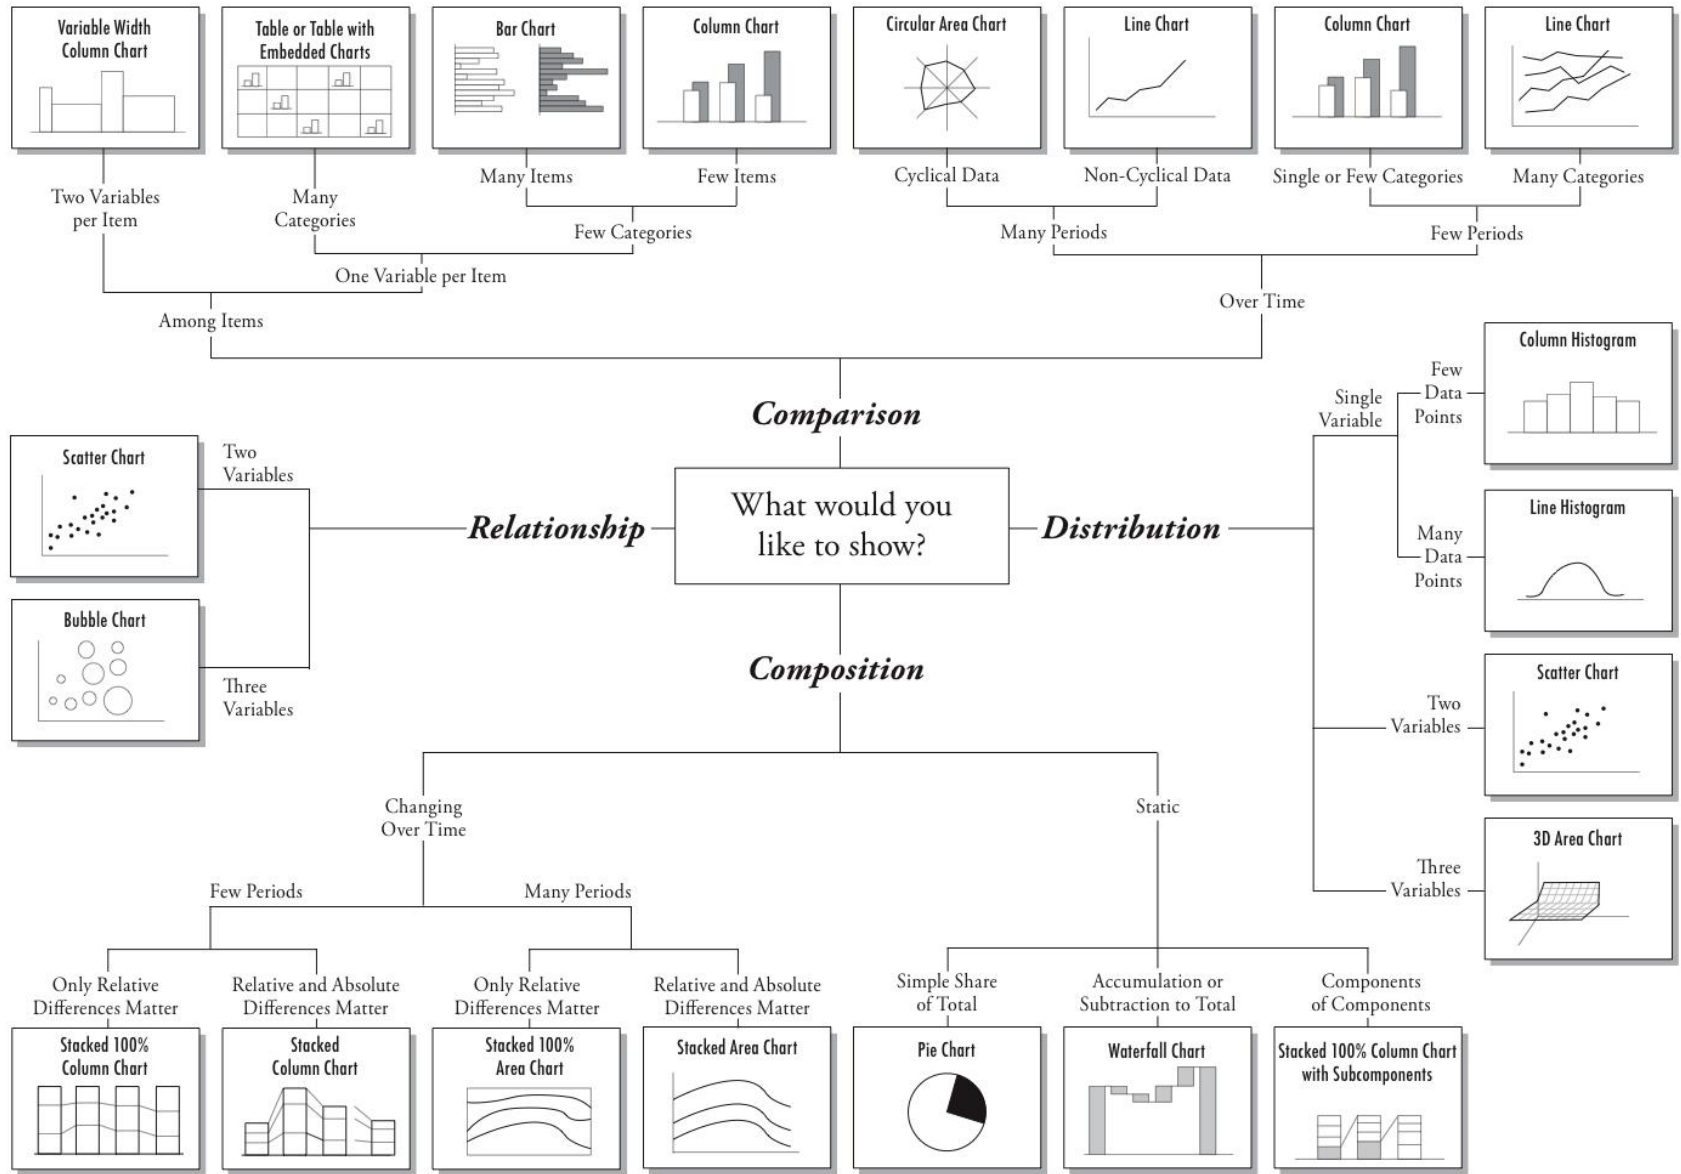 Variable Width
Column Chart
Table or Table with
Embedded Charts
Bar Chart
Column Chart
Circular Area Chart
Line Chart
Column Chart
Line Chart
Two Variables
per Item
Many
Categories
Many Items
Few Items
Cyclical Data
Non-Cyclical Data
Single or Few Categories
Many Categories
Few Categories
Many Periods
Few Periods
One Variable per Item
Among Items
Over Time
Comparison
What would you
like to show?
Relationship
Two
Variables
Scatter Chart
Three
Variables
Bubble Chart
Distribution
Single
Variable
Few
Data
Points
Column Histogram
Many
Data
Points
Line Histogram
Two
Variables
Scatter Chart
Three
Variables
3D Area Chart
Composition
Changing
Over Time
Static
Few Periods
Many Periods
Only Relative
Differences Matter
Relative and Absolute
Differences Matter
Only Relative
Differences Matter
Relative and Absolute
Differences Matter
Simple Share
of Total
Accumulation or
Subtraction to Total
Components
of Components
Stacked 100%
Column Chart
Stacked
Column Chart
Stacked 100%
Area Chart
Stacked Area Chart
Pie Chart
Waterfall Chart
Stacked 100% Column Chart
with Subcomponents